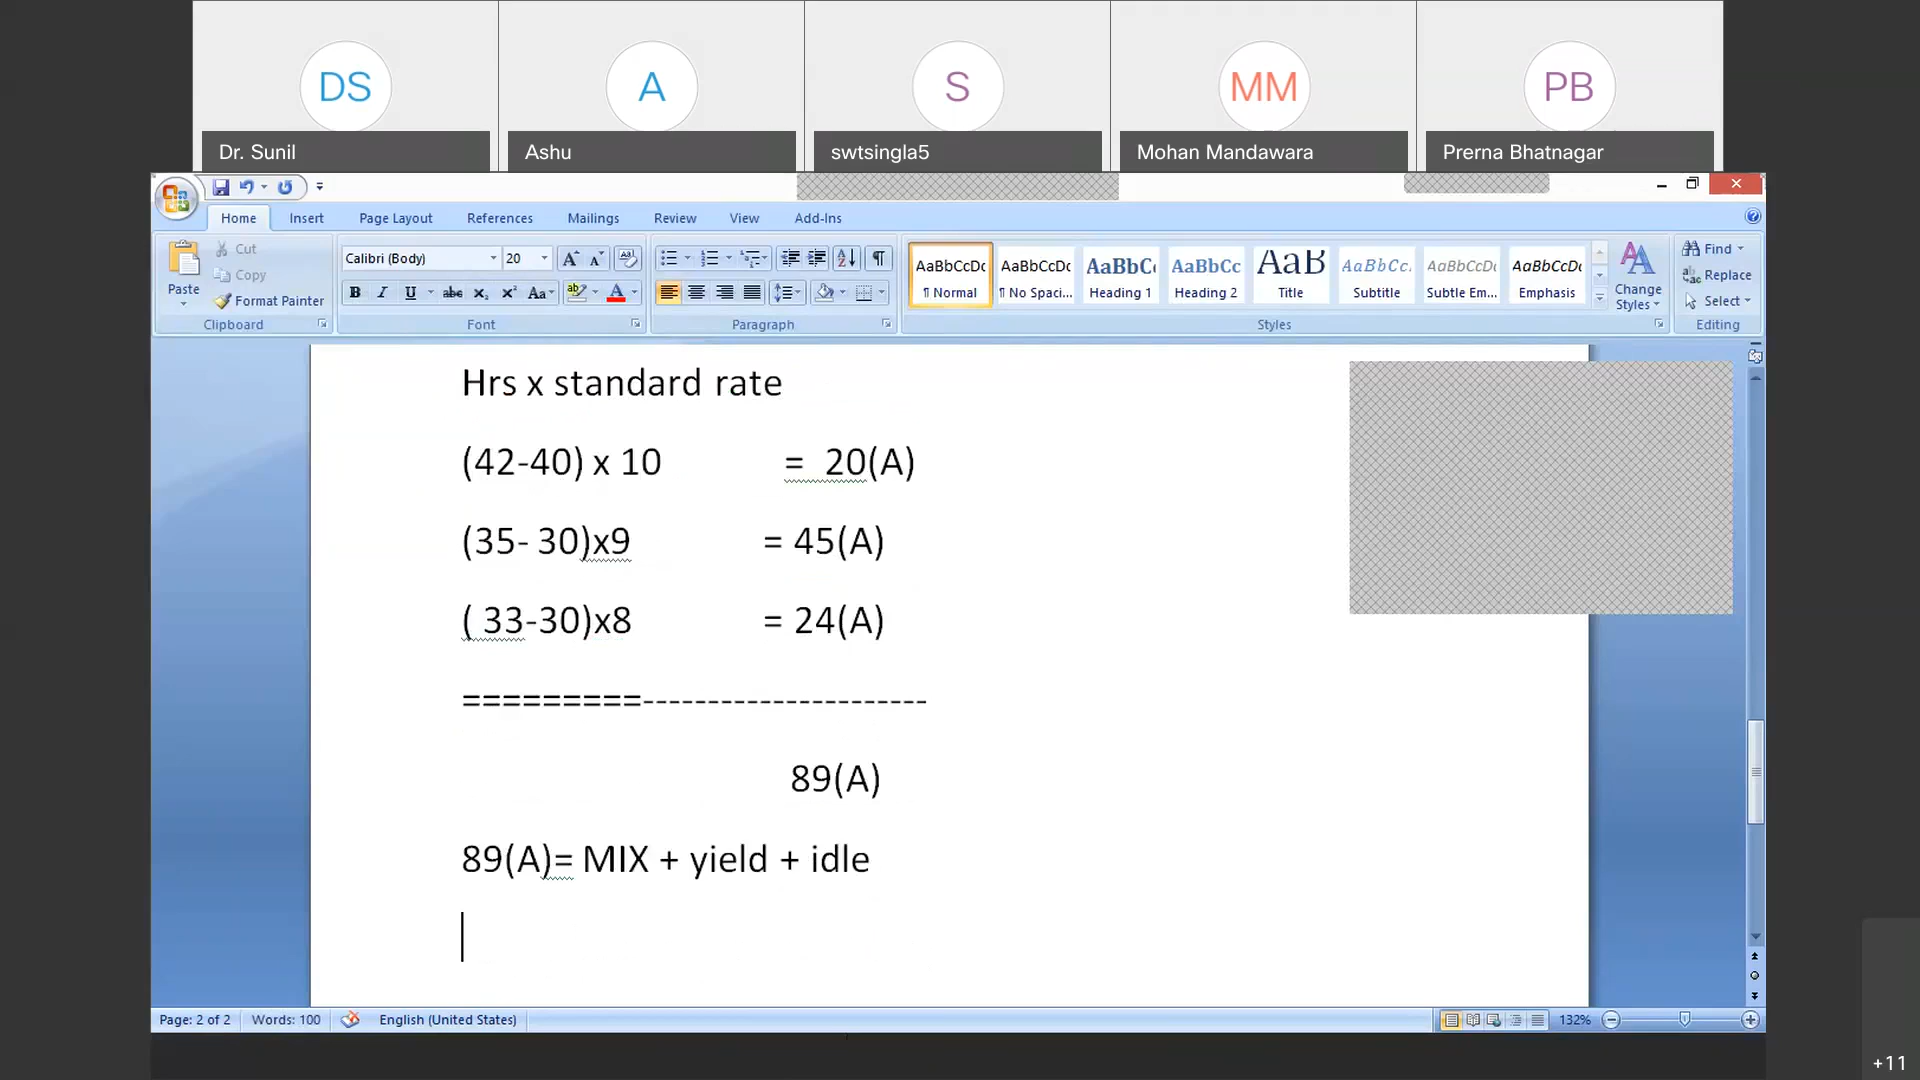 DS
A
S
MM
PB
Dr. Sunil
Ashu
swtsingla5
Mohan Mandawara
Prerna Bhatnagar
Home Insert Page Layout References Mailings Review View Add-Ins
Paste
Cut
Copy
Format Painter
Clipboard
Calibri (Body) 20
Font
Paragraph
AaBbCcDc AaBbCcDc AaBbC AaBbCc AaB AaBbCc. AaBbCcDc AaBbCcDc
¶ Normal ¶ No Spaci... Heading 1 Heading 2 Title Subtitle Subtle Em... Emphasis
Styles
Change
Styles
Find
Replace
Select
Editing
Hrs x standard rate
(42-40) x 10 = 20(A)
(35- 30)x9 = 45(A)
( 33-30)x8 = 24(A)
=========----------------------
89(A)
89(A)= MIX + yield + idle
Page: 2 of 2 Words: 100 English (United States) 132%
+11